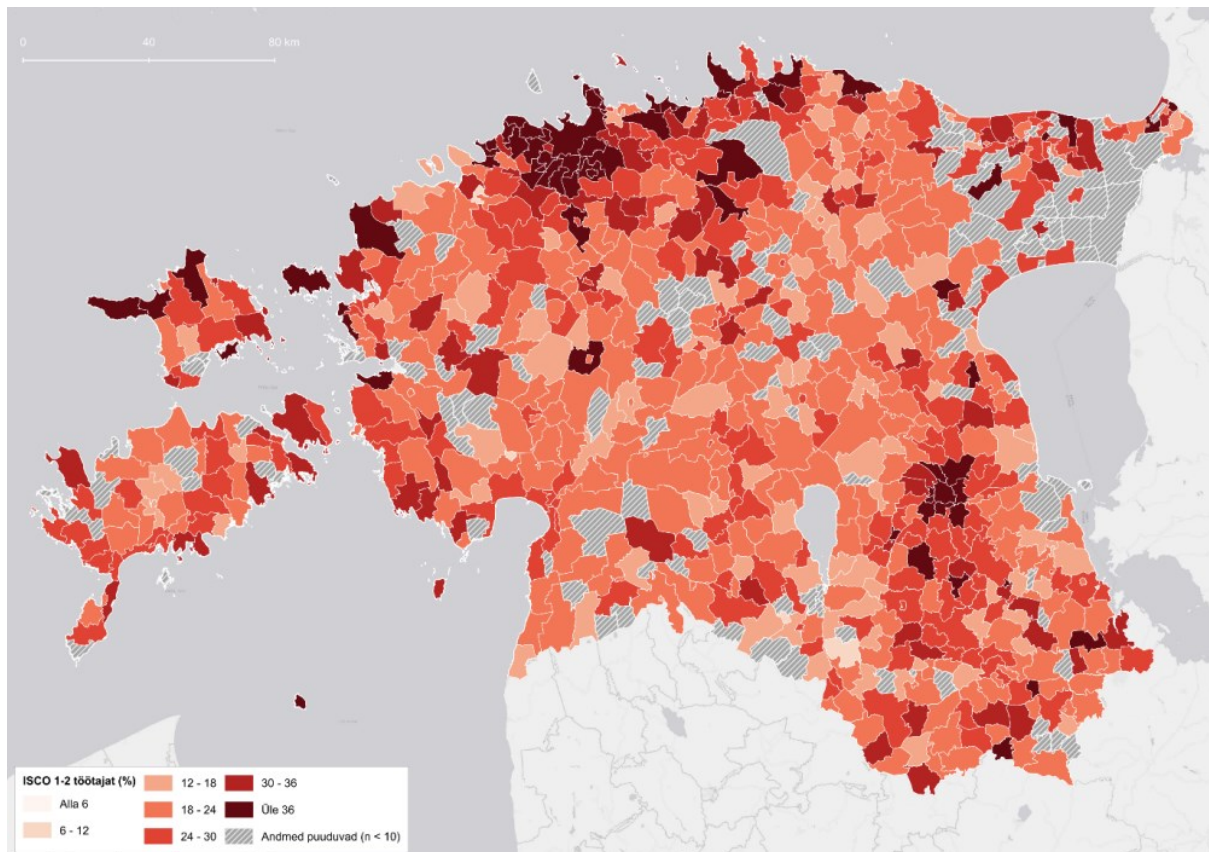 0 40 80 km
ISCO 1-2 töötajat (%)
Alla 6
6 - 12
12 - 18
18 - 24
24 - 30
30 - 36
Üle 36
Andmed puuduvad (n < 10)